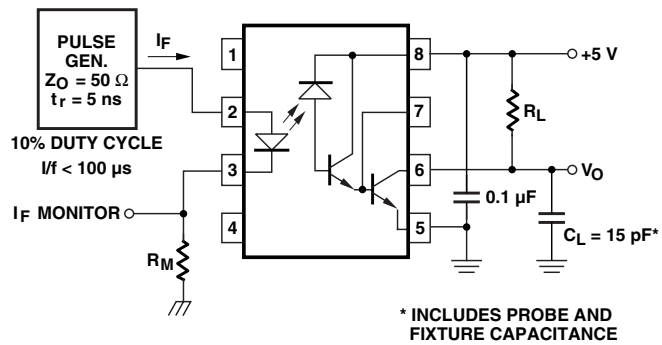 PULSE
GEN.
Z_O = 50 Ω
t_r = 5 ns
I_F
10% DUTY CYCLE
I/f < 100 µs
I_F MONITOR
R_M
1
2
3
4
8
7
6
5
+5 V
R_L
V_O
0.1 µF
C_L = 15 pF*
* INCLUDES PROBE AND
FIXTURE CAPACITANCE